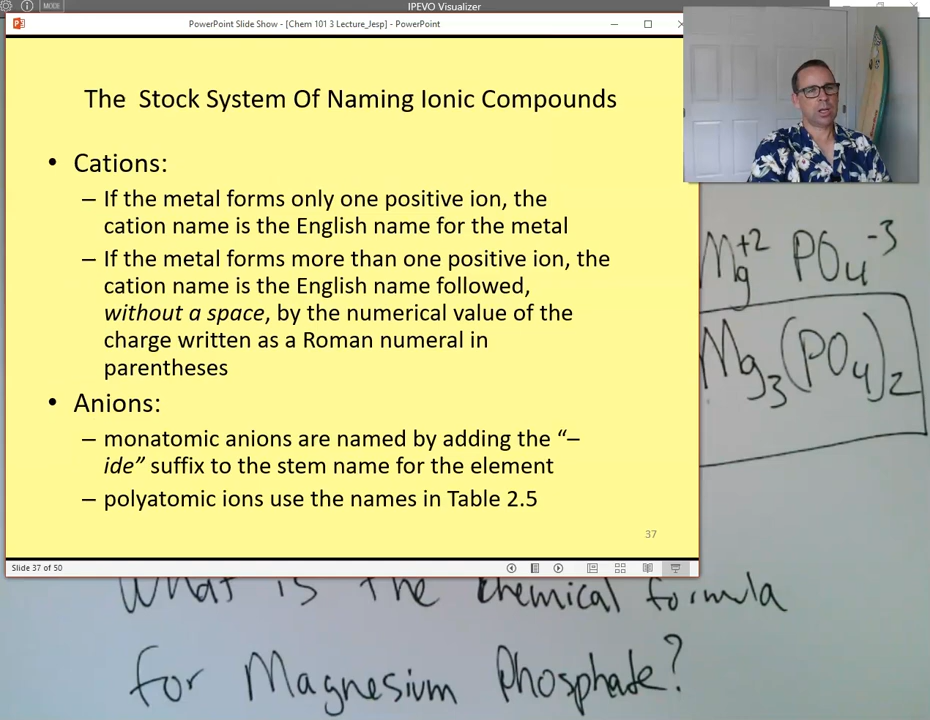 IPEVO Visualizer
MODE
PowerPoint Slide Show - [Chem 101 3 Lecture_Jesp] - PowerPoint
The Stock System Of Naming Ionic Compounds
• Cations:
– If the metal forms only one positive ion, the
cation name is the English name for the metal
– If the metal forms more than one positive ion, the
cation name is the English name followed,
without a space, by the numerical value of the
charge written as a Roman numeral in
parentheses
• Anions:
– monatomic anions are named by adding the “–
ide” suffix to the stem name for the element
– polyatomic ions use the names in Table 2.5
37
Slide 37 of 50
Mg+2 PO4-3
Mg3(PO4)2
What is the chemical formula
for Magnesium Phosphate?